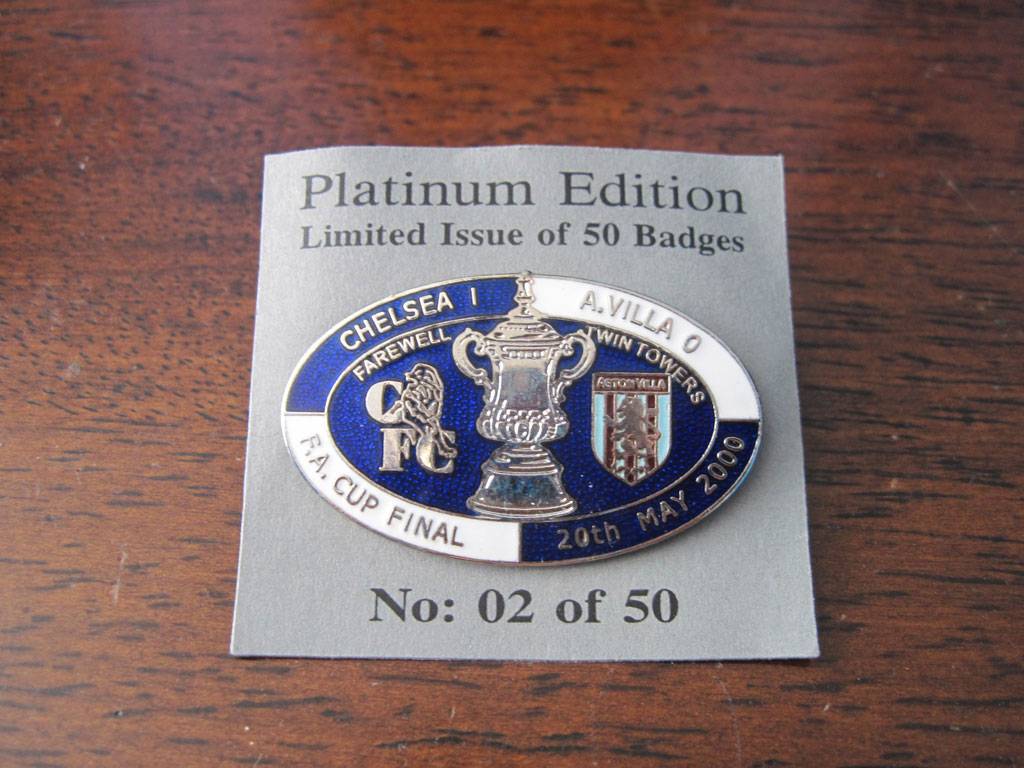 Platinum Edition
Limited Issue of 50 Badges
CHELSEA 1
A.VILLA 0
FAREWELL
TWIN TOWERS
CFC
ASTON VILLA
F.A. CUP FINAL
20th MAY 2000
No: 02 of 50